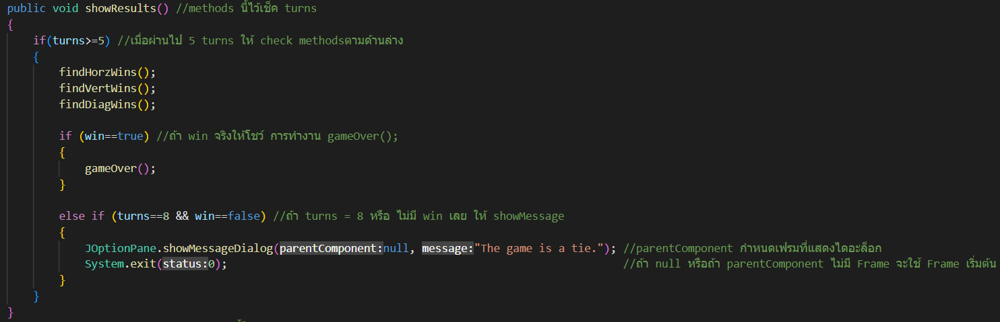 public void showResults() //methods นี้ไว้เช็ค turns
{
if(turns>=5) //เมื่อผ่านไป 5 turns ให้ check methodsตามด้านล่าง
{
findHorzWins();
findVertWins();
findDiagWins();
if (win==true) //ถ้า win จริงให้โชว์ การทำงาน gameOver();
{
gameOver();
}
else if (turns==8 && win==false) //ถ้า turns = 8 หรือ ไม่มี win เลย ให้ showMessage
{
JOptionPane.showMessageDialog(parentComponent:null, message:"The game is a tie."); //parentComponent กำหนดเฟรมที่แสดงไดอะล็อก
System.exit(status:0); //ถ้า null หรือถ้า parentComponent ไม่มี Frame จะใช้ Frame เริ่มต้น
}
}
}